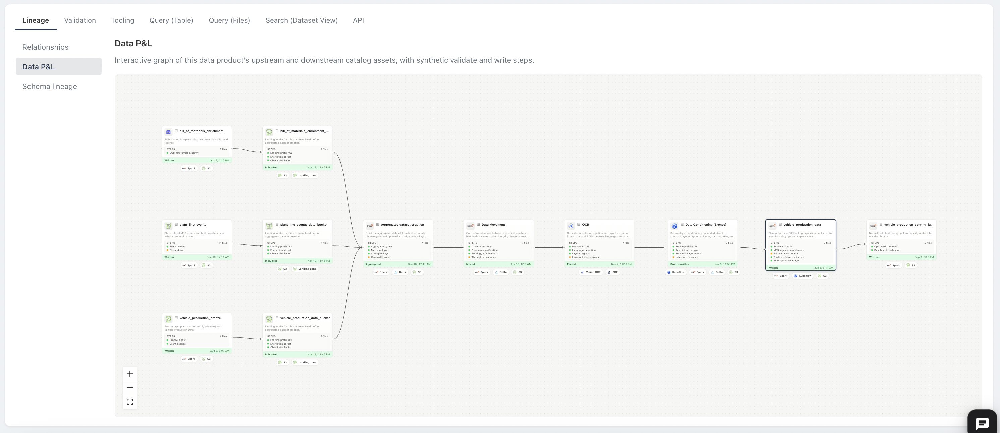 Lineage
Validation
Tooling
Query (Table)
Query (Files)
Search (Dataset View)
API
Relationships
Data P&L
Schema lineage
Data P&L
Interactive graph of this data product's upstream and downstream catalog assets, with synthetic validate and write steps.
bill_of_materials_enrichment
BOM and option-pack joins used to enrich VIN build
records
STEPS 9 files
BOM referential integrity
Written Jan 17, 1:12 PM
Spark S3
bill_of_materials_enrichment_...
Landing intake for this upstream feed before
aggregated dataset creation.
STEPS 7 files
Landing prefix ACL
Encryption at rest
Object size limits
In bucket Nov 19, 11:46 PM
S3 Landing zone
plant_line_events
Station-level MES events and takt timestamps for
vehicle production lines
STEPS 11 files
Event volume
Clock skew
Written Dec 16, 12:11 AM
Spark S3
plant_line_events_data_bucket
Landing intake for this upstream feed before
aggregated dataset creation.
STEPS 7 files
Landing prefix ACL
Encryption at rest
Object size limits
In bucket Nov 19, 11:46 PM
S3 Landing zone
Spark
Aggregated dataset creation
Build the aggregated dataset from landed inputs:
choose grain, roll up metrics, assign stable keys,...
STEPS 7 files
Aggregation grain
Metric rollups
Surrogate keys
Cardinality watch
Aggregated Dec 16, 12:11 AM
Spark Delta S3
Spark
Data Movement
Orchestrated moves between zones and clusters:
bandwidth-aware copies, integrity checks at rest,...
STEPS 7 files
Cross-zone copy
Checksum verification
Routing / ACL handoff
Throughput variance
Moved Apr 12, 4:15 AM
Spark Delta S3
OCR
Optical character recognition and layout extraction
from scans and PDFs: deskew, language detection,...
STEPS 7 files
Deskew & DPI
Language detection
Layout regions
Low-confidence spans
Parsed Nov 7, 11:10 PM
Vision OCR PDF
Data Conditioning (Bronze)
Bronze-layer conditioning on landed objects:
standard layouts, typed columns, partition keys, an...
STEPS 7 files
Bronze path layout
Raw → bronze types
Bronze lineage stamp
Late-batch overlap
Bronze written Nov 3, 11:58 PM
Kubeflow Spark Delta S3
Spark
vehicle_production_data
Plant output and VIN build progression published for
manufacturing ops and capacity ana...
STEPS 7 files
Schema contract
MES ingest completeness
Takt variance bounds
Quality hold reconciliation
BOM option coverage
Written Jun 6, 6:41 AM
Spark Kubeflow S3
Spark
vehicle_production_serving_la...
Normalized plant throughput and quality metrics for
ops dashboards
STEPS 9 files
Ops metric contract
Dashboard freshness
Written Sep 9, 9:20 PM
Spark S3
vehicle_production_bronze
Bronze layer plant and assembly telemetry for
Vehicle Production Data
STEPS 4 files
Bronze ingest
Event dedupe
Written Aug 6, 8:07 AM
Spark S3
vehicle_production_data_bucket
Landing intake for this upstream feed before
aggregated dataset creation.
STEPS 7 files
Landing prefix ACL
Encryption at rest
Object size limits
In bucket Nov 19, 11:46 PM
S3 Landing zone